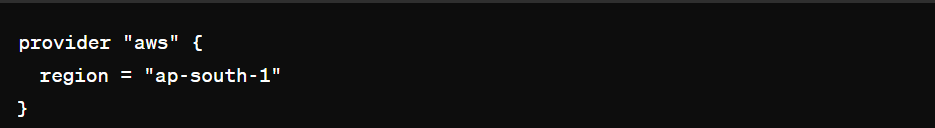 provider "aws" {
  region = "ap-south-1"
}